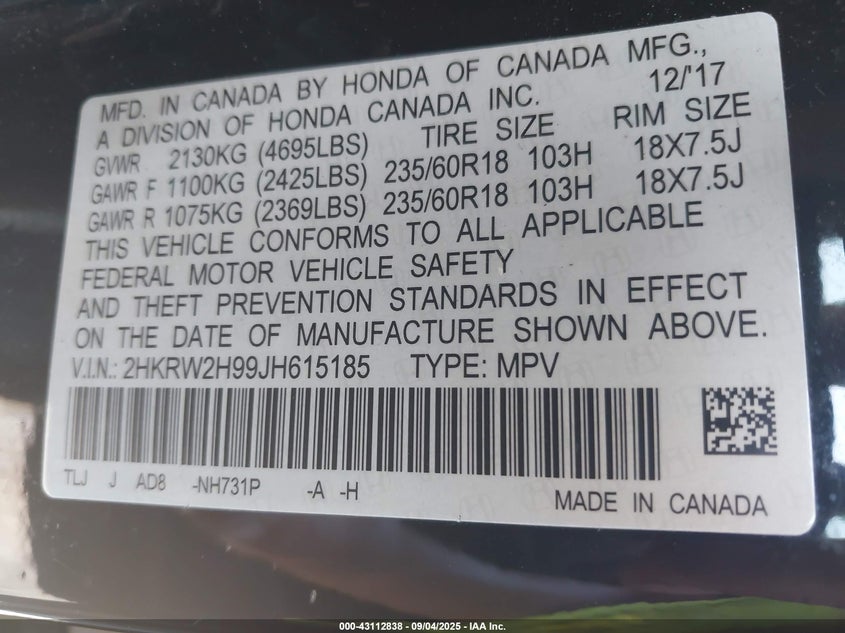 MFD. IN CANADA BY HONDA OF CANADA MFG.,
A DIVISION OF HONDA CANADA INC. 12/'17
GVWR 2130KG (4695LBS) TIRE SIZE RIM SIZE
GAWR F 1100KG (2425LBS) 235/60R18 103H 18X7.5J
GAWR R 1075KG (2369LBS) 235/60R18 103H 18X7.5J
THIS VEHICLE CONFORMS TO ALL APPLICABLE
FEDERAL MOTOR VEHICLE SAFETY
AND THEFT PREVENTION STANDARDS IN EFFECT
ON THE DATE OF MANUFACTURE SHOWN ABOVE.
V.I.N.: 2HKRW2H99JH615185 TYPE: MPV
TLJ J AD8 -NH731P -A -H
MADE IN CANADA
000-43112838 - 09/04/2025 - IAA Inc.